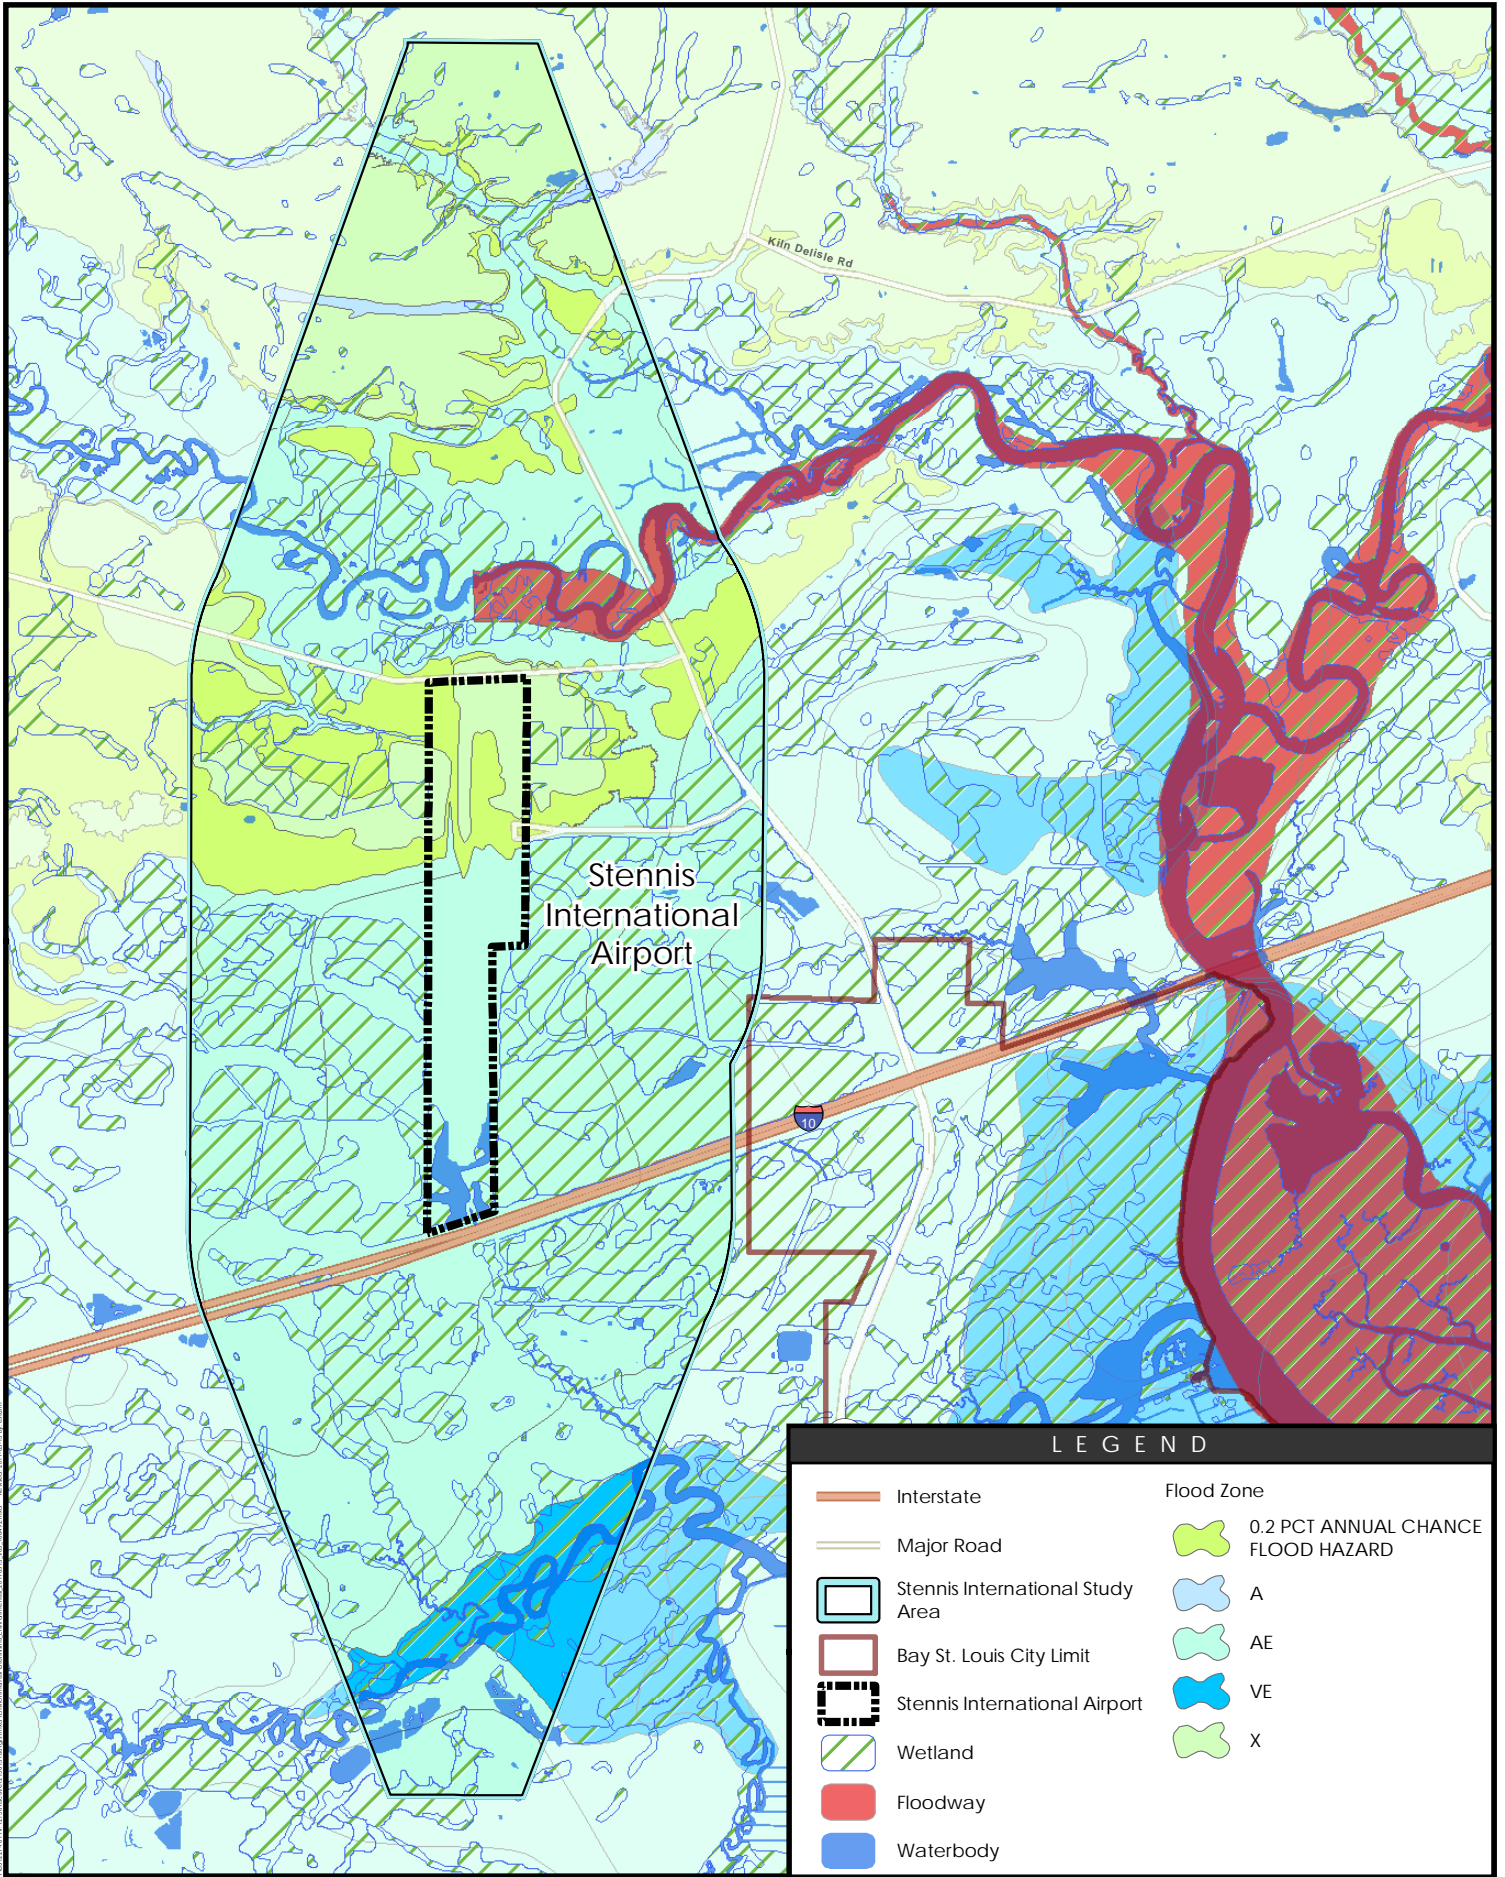 Kiln Delisle Rd
Stennis
International
Airport
10
LEGEND
Interstate
Major Road
Stennis International Study
Area
Bay St. Louis City Limit
Stennis International Airport
Wetland
Floodway
Waterbody
Flood Zone
0.2 PCT ANNUAL CHANCE
FLOOD HAZARD
A
AE
VE
X